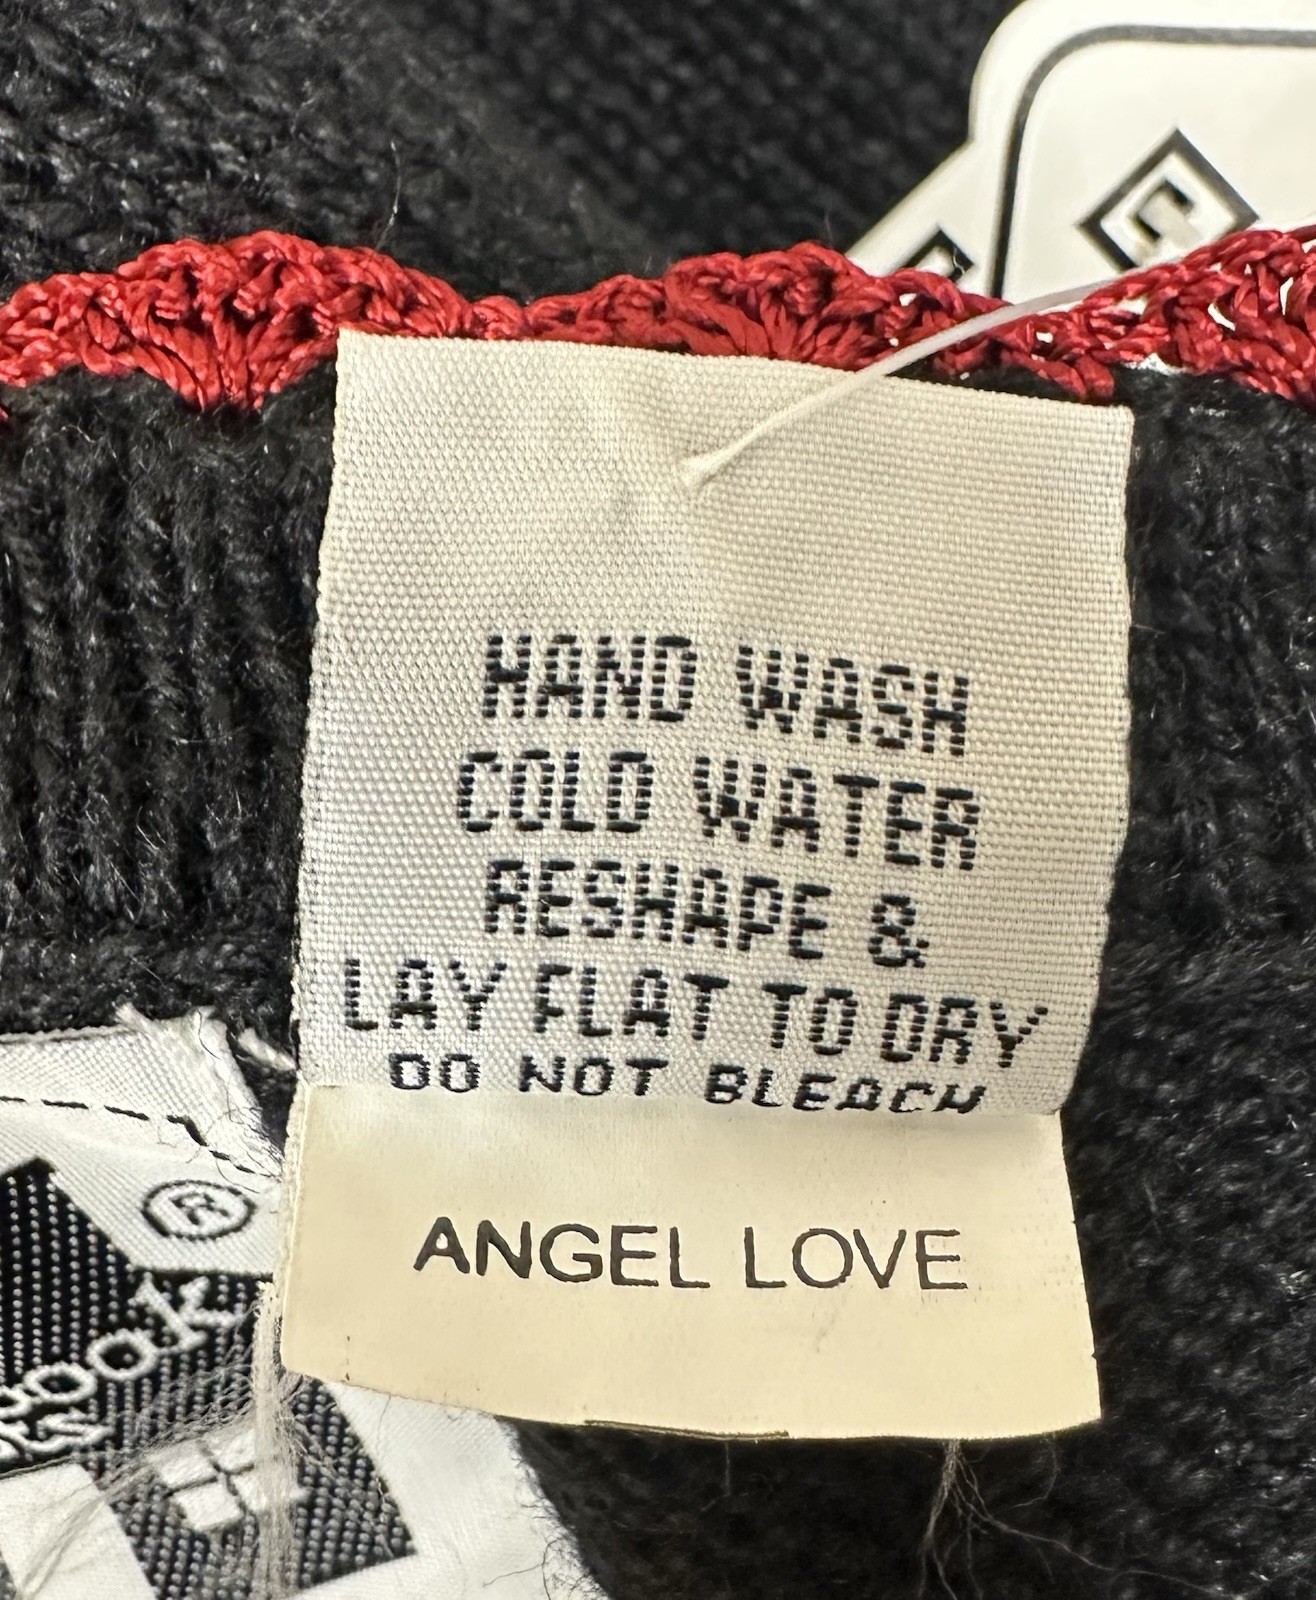 HAND WASH
COLD WATER
RESHAPE &
LAY FLAT TO DRY
DO NOT BLEACH
ANGEL LOVE
®